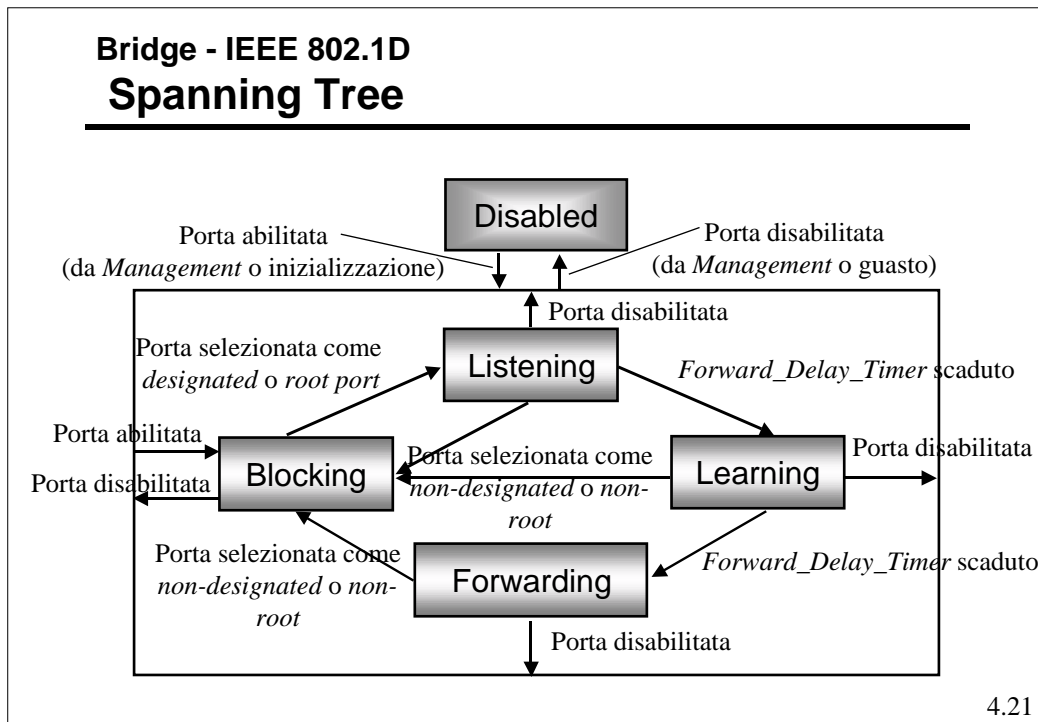 Bridge - IEEE 802.1D
Spanning Tree
Disabled
Porta abilitata
(da Management o inizializzazione)
Porta disabilitata
(da Management o guasto)
Porta disabilitata
Porta selezionata come
designated o root port
Listening
Forward_Delay_Timer scaduto
Porta abilitata
Porta disabilitata
Blocking
Porta selezionata come
non-designated o non-
root
Learning
Porta disabilitata
Porta selezionata come
non-designated o non-
root
Forwarding
Forward_Delay_Timer scaduto
Porta disabilitata
4.21